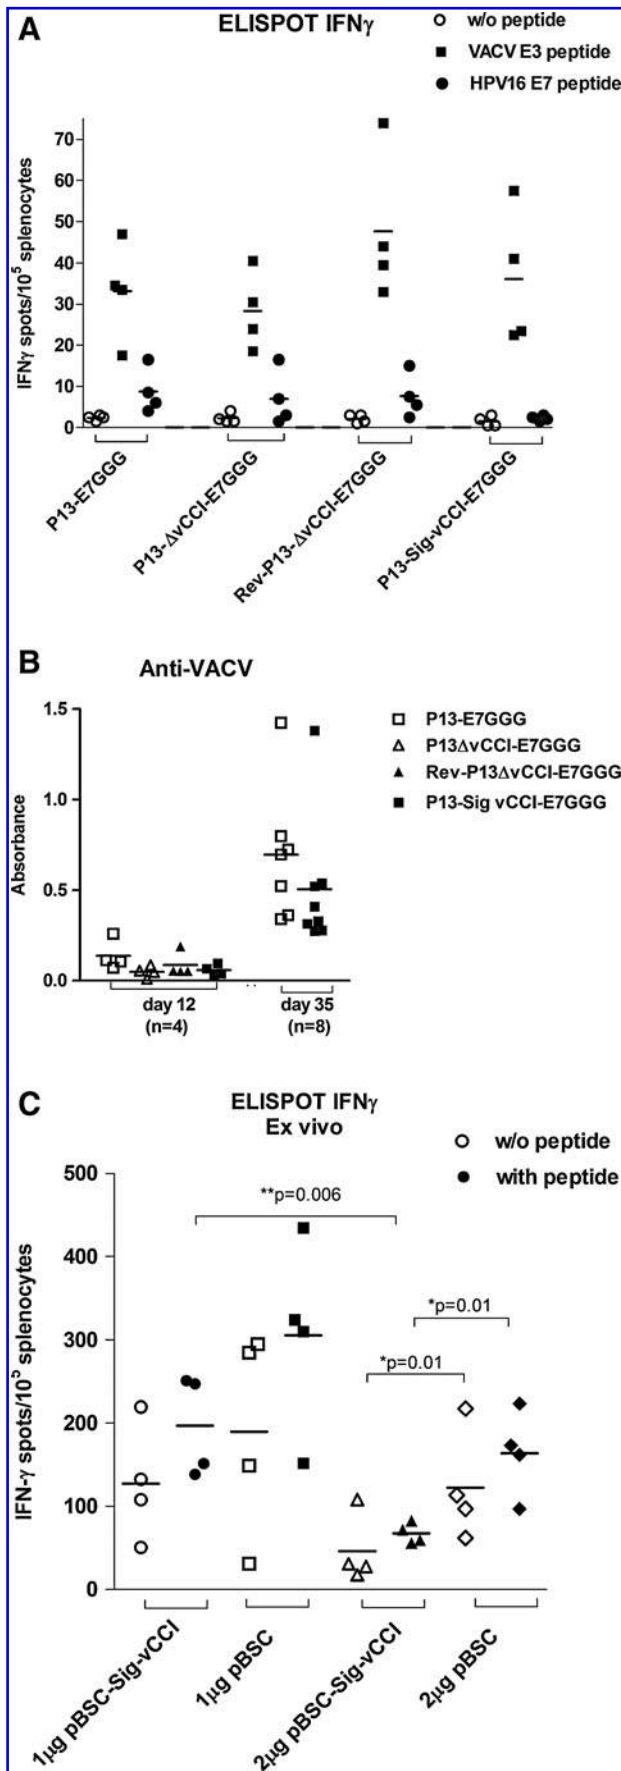 A
ELISPOT IFNγ
w/o peptide
VACV E3 peptide
HPV16 E7 peptide
IFNγ spots/10⁵ splenocytes
70
60
50
40
30
20
10
0
P13-E7GGG
P13-ΔvCCI-E7GGG
Rev-P13-ΔvCCI-E7GGG
P13-Sig-vCCI-E7GGG
B
Anti-VACV
P13-E7GGG
P13ΔvCCI-E7GGG
Rev-P13ΔvCCI-E7GGG
P13-Sig vCCI-E7GGG
Absorbance
1.5
1.0
0.5
0.0
day 12
(n=4)
day 35
(n=8)
C
ELISPOT IFNγ
Ex vivo
w/o peptide
with peptide
IFN-γ spots/10⁵ splenocytes
500
400
300
200
100
0
**p=0.006
*p=0.01
*p=0.01
1μg pBSC-Sig-vCCI
1μg pBSC
2μg pBSC-Sig-vCCI
2μg pBSC